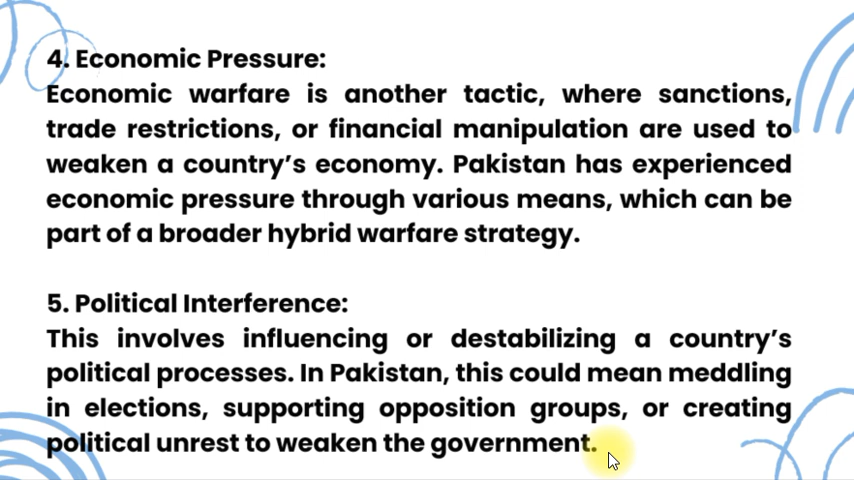 4. Economic Pressure:
Economic warfare is another tactic, where sanctions,
trade restrictions, or financial manipulation are used to
weaken a country's economy. Pakistan has experienced
economic pressure through various means, which can be
part of a broader hybrid warfare strategy.
5. Political Interference:
This involves influencing or destabilizing a country's
political processes. In Pakistan, this could mean meddling
in elections, supporting opposition groups, or creating
political unrest to weaken the government.